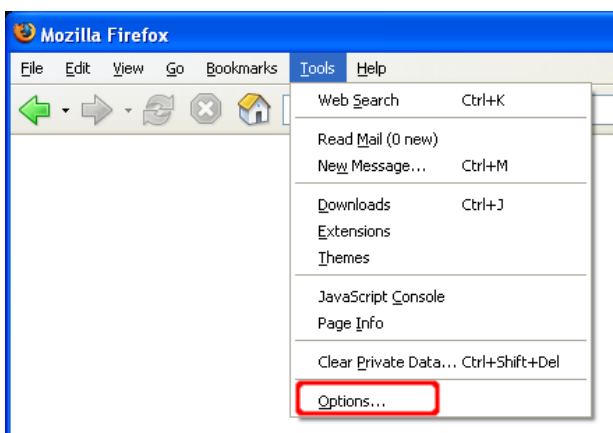 Mozilla Firefox
File Edit View Go Bookmarks Tools Help
Web Search Ctrl+K
Read Mail (0 new)
New Message... Ctrl+M
Downloads Ctrl+J
Extensions
Themes
JavaScript Console
Page Info
Clear Private Data... Ctrl+Shift+Del
Options...